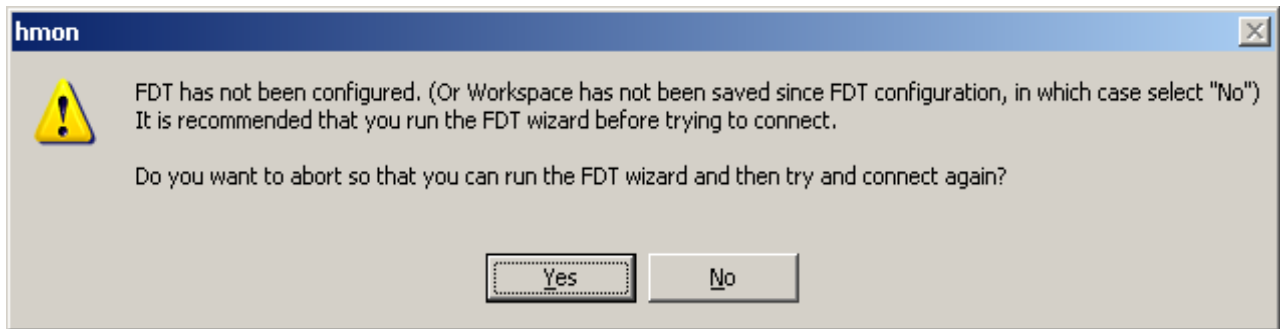 hmon
FDT has not been configured. (Or Workspace has not been saved since FDT configuration, in which case select "No")
It is recommended that you run the FDT wizard before trying to connect.
Do you want to abort so that you can run the FDT wizard and then try and connect again?
Yes
No